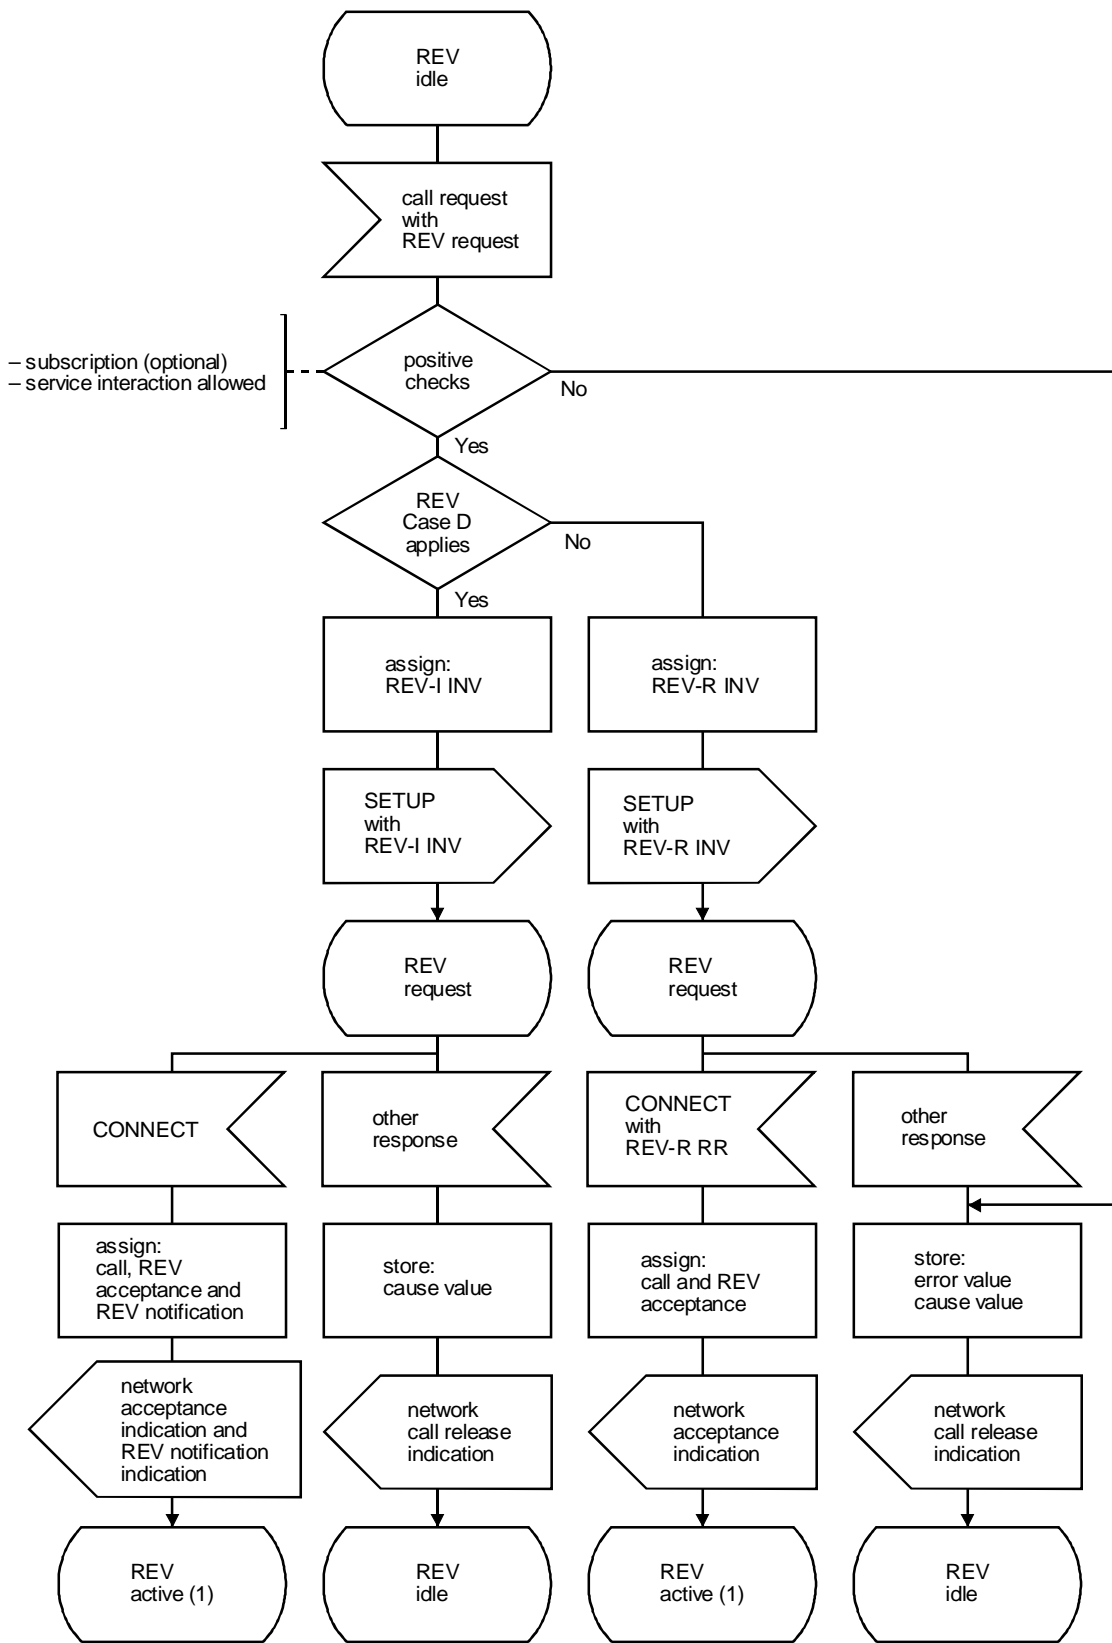 REV
idle
call request
with
REV request
– subscription (optional)
– service interaction allowed
positive
checks
No
Yes
REV
Case D
applies
No
Yes
assign:
REV-I INV
assign:
REV-R INV
SETUP
with
REV-I INV
SETUP
with
REV-R INV
REV
request
REV
request
CONNECT
other
response
CONNECT
with
REV-R RR
other
response
assign:
call, REV
acceptance and
REV notification
store:
cause value
assign:
call and REV
acceptance
store:
error value
cause value
network
acceptance
indication and
REV notification
indication
network
call release
indication
network
acceptance
indication
network
call release
indication
REV
active (1)
REV
idle
REV
active (1)
REV
idle